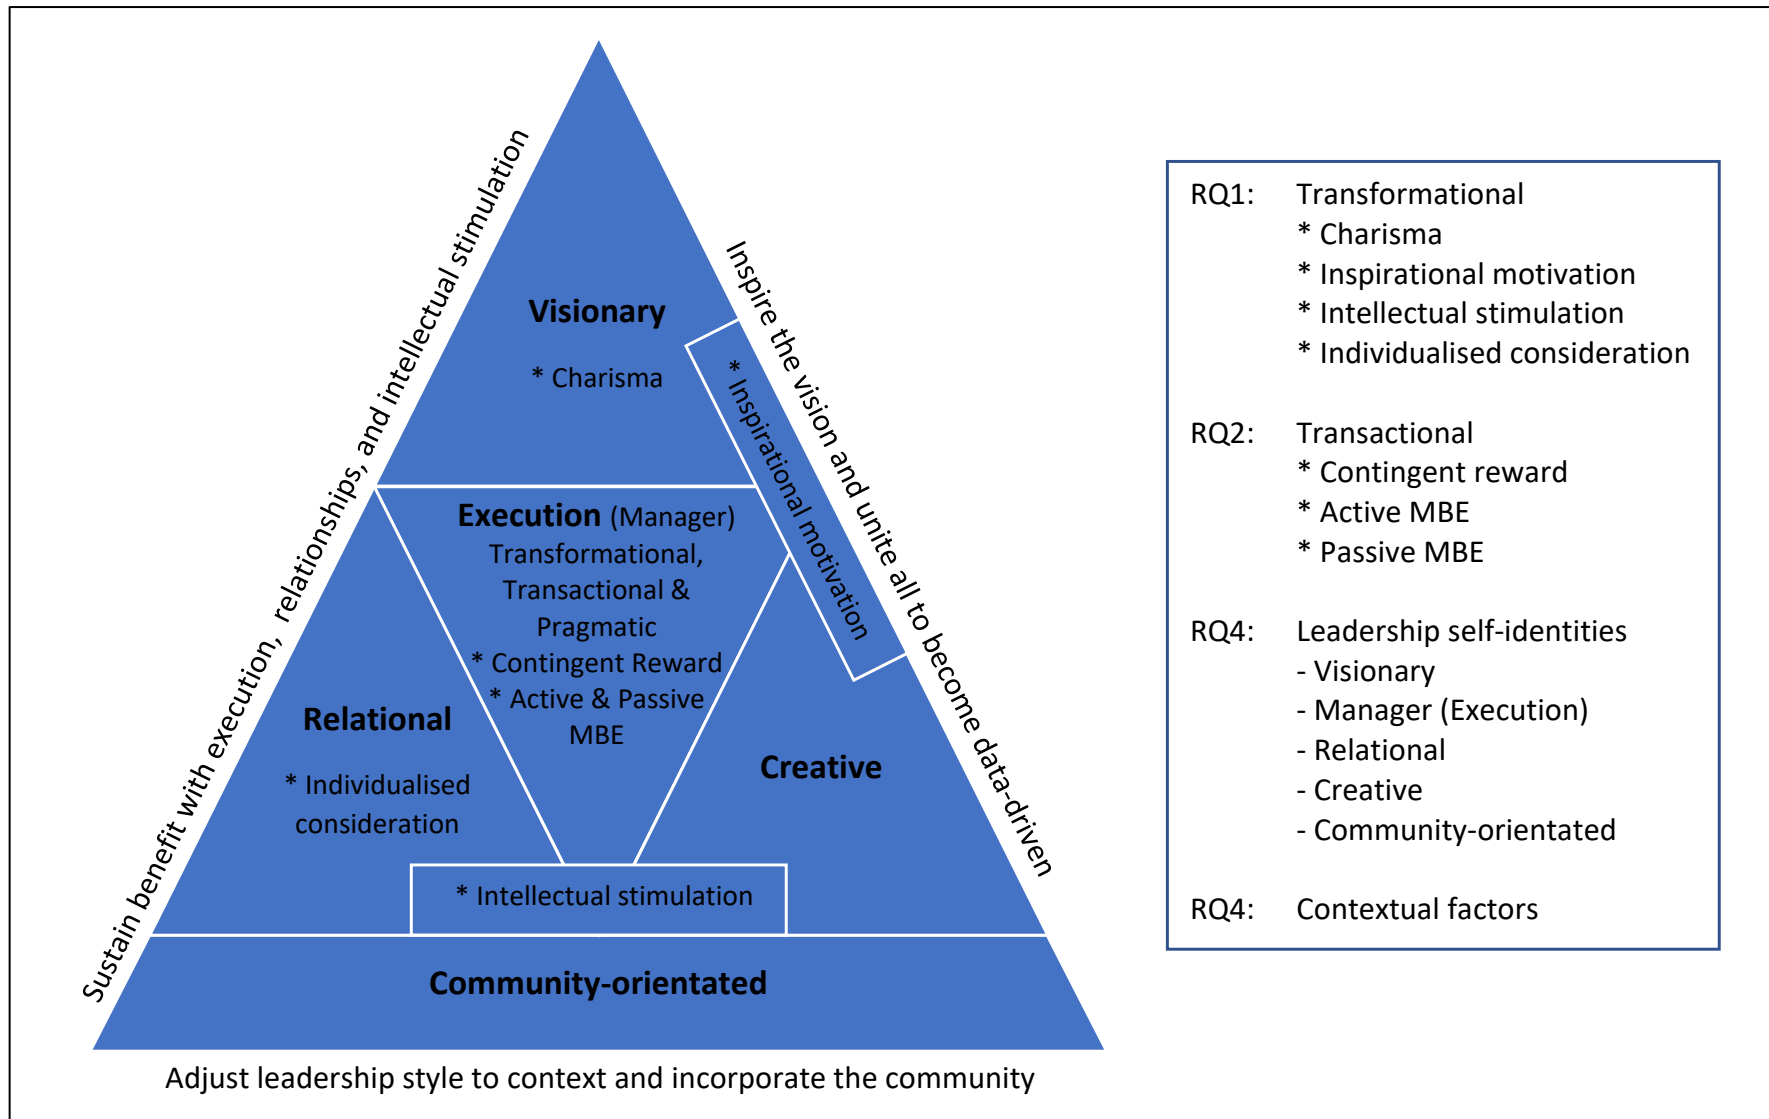 Sustain benefit with execution, relationships, and intellectual stimulation
Inspire the vision and unite all to become data-driven
Visionary
* Charisma
* Inspirational motivation
Execution (Manager)
Transformational,
Transactional &
Pragmatic
* Contingent Reward
* Active & Passive
MBE
Relational
* Individualised
consideration
Creative
* Intellectual stimulation
Community-orientated
Adjust leadership style to context and incorporate the community
RQ1: Transformational
* Charisma
* Inspirational motivation
* Intellectual stimulation
* Individualised consideration
RQ2: Transactional
* Contingent reward
* Active MBE
* Passive MBE
RQ4: Leadership self-identities
- Visionary
- Manager (Execution)
- Relational
- Creative
- Community-orientated
RQ4: Contextual factors